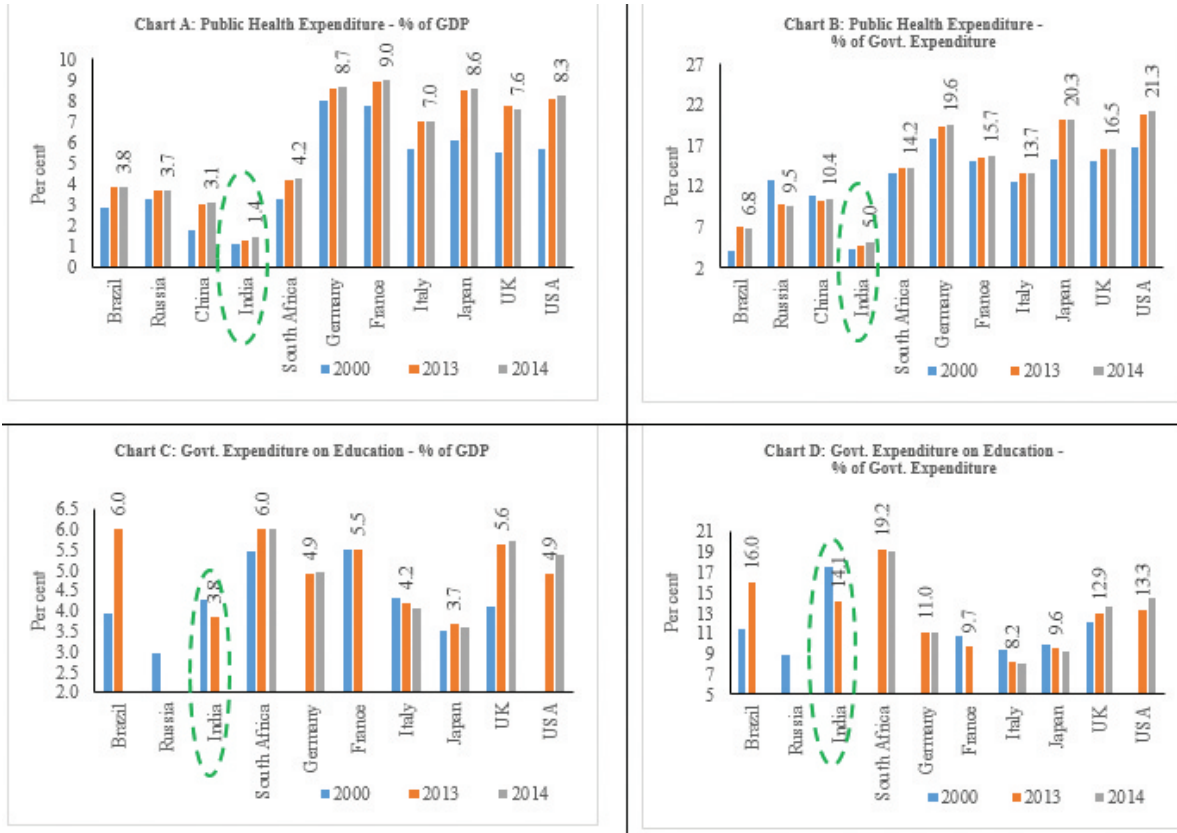 Chart A: Public Health Expenditure - % of GDP
Per cent
10
9
8
7
6
5
4
3
2
1
0
3.8
3.7
3.1
1.4
4.2
8.7
9.0
7.0
8.6
7.6
8.3
Brazil
Russia
China
India
South Africa
Germany
France
Italy
Japan
UK
USA
2000 2013 2014
Chart B: Public Health Expenditure -
% of Govt. Expenditure
Per cent
27
22
17
12
7
2
6.8
9.5
10.4
5.0
14.2
19.6
15.7
13.7
20.3
16.5
21.3
Brazil
Russia
China
India
South Africa
Germany
France
Italy
Japan
UK
USA
2000 2013 2014
Chart C: Govt. Expenditure on Education - % of GDP
Per cent
6.5
6.0
5.5
5.0
4.5
4.0
3.5
3.0
2.5
2.0
6.0
3.8
6.0
4.9
5.5
4.2
3.7
5.6
4.9
Brazil
Russia
India
South Africa
Germany
France
Italy
Japan
UK
USA
2000 2013 2014
Chart D: Govt. Expenditure on Education -
% of Govt. Expenditure
Per cent
21
19
17
15
13
11
9
7
5
16.0
14.1
19.2
11.0
9.7
8.2
9.6
12.9
13.3
Brazil
Russia
India
South Africa
Germany
France
Italy
Japan
UK
USA
2000 2013 2014